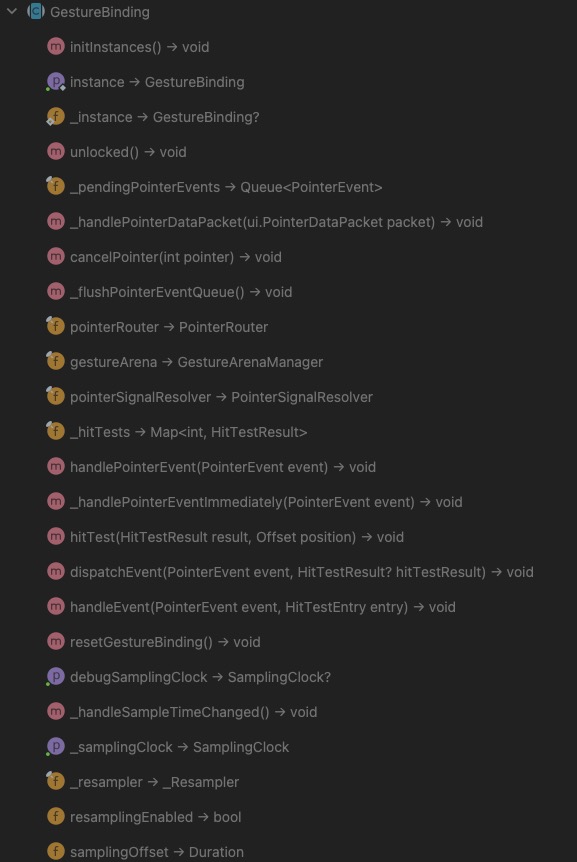 GestureBinding
m initInstances() → void
p instance → GestureBinding
f _instance → GestureBinding?
m unlocked() → void
f _pendingPointerEvents → Queue<PointerEvent>
m _handlePointerDataPacket(ui.PointerDataPacket packet) → void
m cancelPointer(int pointer) → void
m _flushPointerEventQueue() → void
f pointerRouter → PointerRouter
f gestureArena → GestureArenaManager
f pointerSignalResolver → PointerSignalResolver
f _hitTests → Map<int, HitTestResult>
m handlePointerEvent(PointerEvent event) → void
m _handlePointerEventImmediately(PointerEvent event) → void
m hitTest(HitTestResult result, Offset position) → void
m dispatchEvent(PointerEvent event, HitTestResult? hitTestResult) → void
m handleEvent(PointerEvent event, HitTestEntry entry) → void
m resetGestureBinding() → void
p debugSamplingClock → SamplingClock?
m _handleSampleTimeChanged() → void
p _samplingClock → SamplingClock
f _resampler → _Resampler
f resamplingEnabled → bool
f samplingOffset → Duration